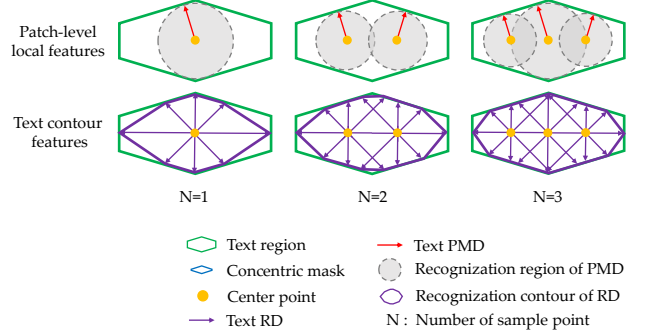 Patch-level
local features
Text contour
features
N=1
N=2
N=3
Text region
Text PMD
Concentric mask
Recognization region of PMD
Center point
Recognization contour of RD
Text RD
N : Number of sample point